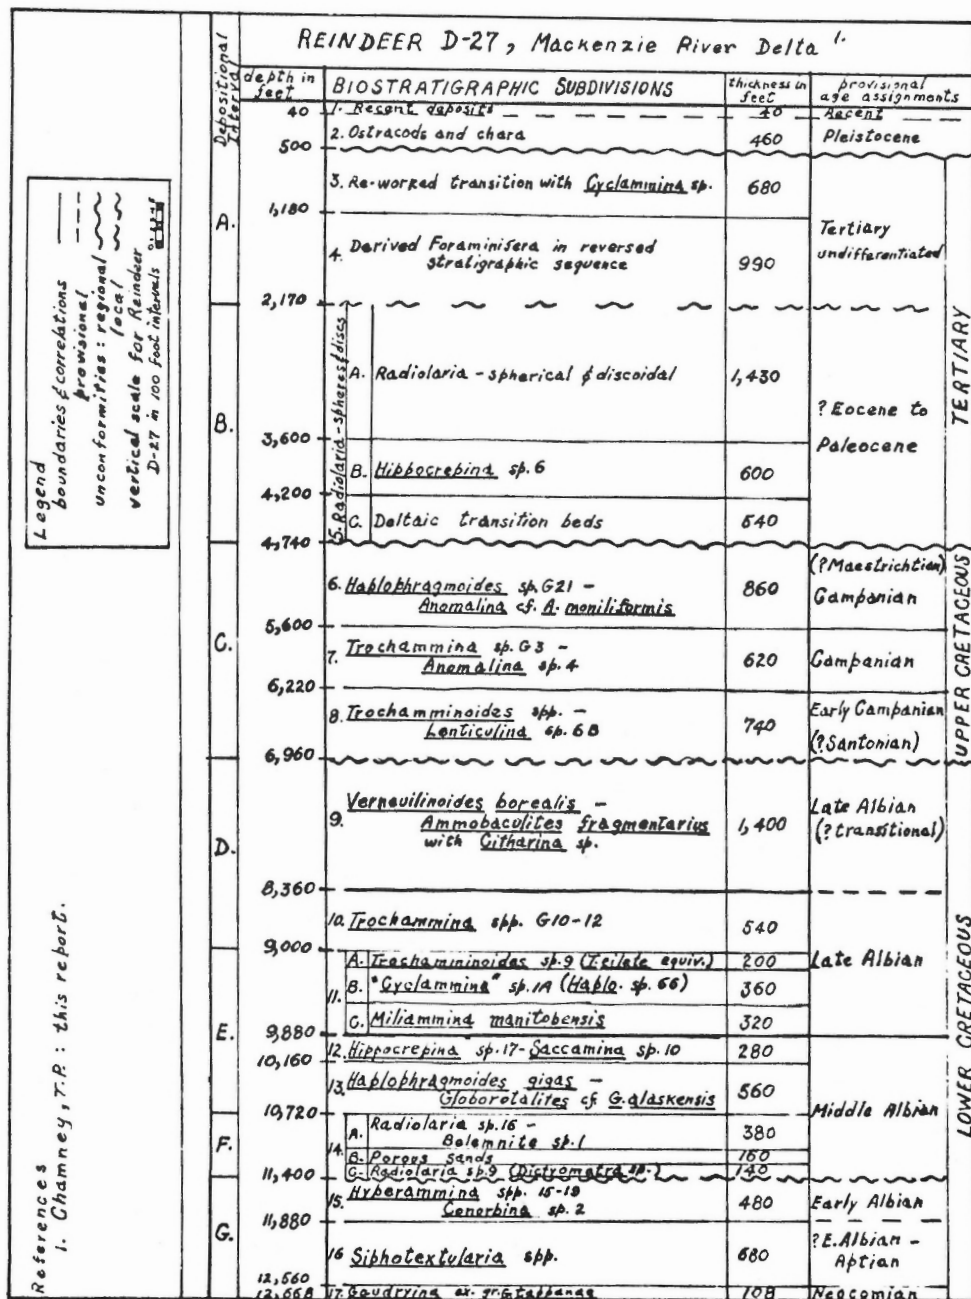 REINDEER D-27, Mackenzie River Delta 1.
Depositional Interval
depth in feet
BIOSTRATIGRAPHIC SUBDIVISIONS
thickness in feet
provisional age assignments
40
1. Recent deposits
40
Recent
2. Ostracods and chara
460
Pleistocene
500
A.
3. Re-worked transition with Cyclammina sp.
680
1,180
4. Derived Foraminifera in reversed
stratigraphic sequence
990
Tertiary
undifferentiated
2,170
B.
5. Radiolaria-spheres & discs
A. Radiolaria - spherical & discoidal
1,430
3,600
B. Hippocrepina sp. 6
600
4,200
C. Deltaic transition beds
540
4,740
? Eocene to
Paleocene
TERTIARY
C.
6. Haplophragmoides sp. G21 -
Anomalina cf. A. moniliformis
860
(?Maestrichtian)
Campanian
5,600
7. Trochammina sp. G3 -
Anomalina sp. 4
620
Campanian
6,220
8. Trochamminoides spp. -
Lenticulina sp. 6B
740
Early Campanian
(?Santonian)
6,960
UPPER CRETACEOUS
D.
9. Verneuilinoides borealis -
Ammobaculites fragmentarius
with Citharina sp.
1,400
Late Albian
(? transitional)
8,360
10. Trochammina spp. G10-12
540
9,000
Late Albian
E.
11.
A. Trochamminoides sp. 9 (T. eilete equiv.)
200
B. "Cyclammina" sp. 1A (Haplo. sp. 66)
360
C. Miliammina manitobensis
320
9,880
12. Hippocrepina sp. 17 - Saccamina sp. 10
280
10,160
13. Haplophragmoides gigas -
Globorotalites cf G. alaskensis
560
10,720
Middle Albian
F.
14.
A. Radiolaria sp. 16 -
Belemnite sp. 1
380
B. Porous sands
160
C. Radiolaria sp. 9 (Dictyomitra sp.)
140
11,400
G.
15. Hyperammina spp. 15-19
Conorbina sp. 2
480
Early Albian
11,880
16 Siphotextularia spp.
680
? E. Albian -
Aptian
12,560
17. Gaudryina ex. gr. G. tappanae
108
Neocomian
12,668
LOWER CRETACEOUS
Legend
boundaries & correlations
provisional
unconformities: regional
local
vertical scale for Reindeer
D-27 in 100 foot intervals
References
1. Chamney, T.P.: this report.